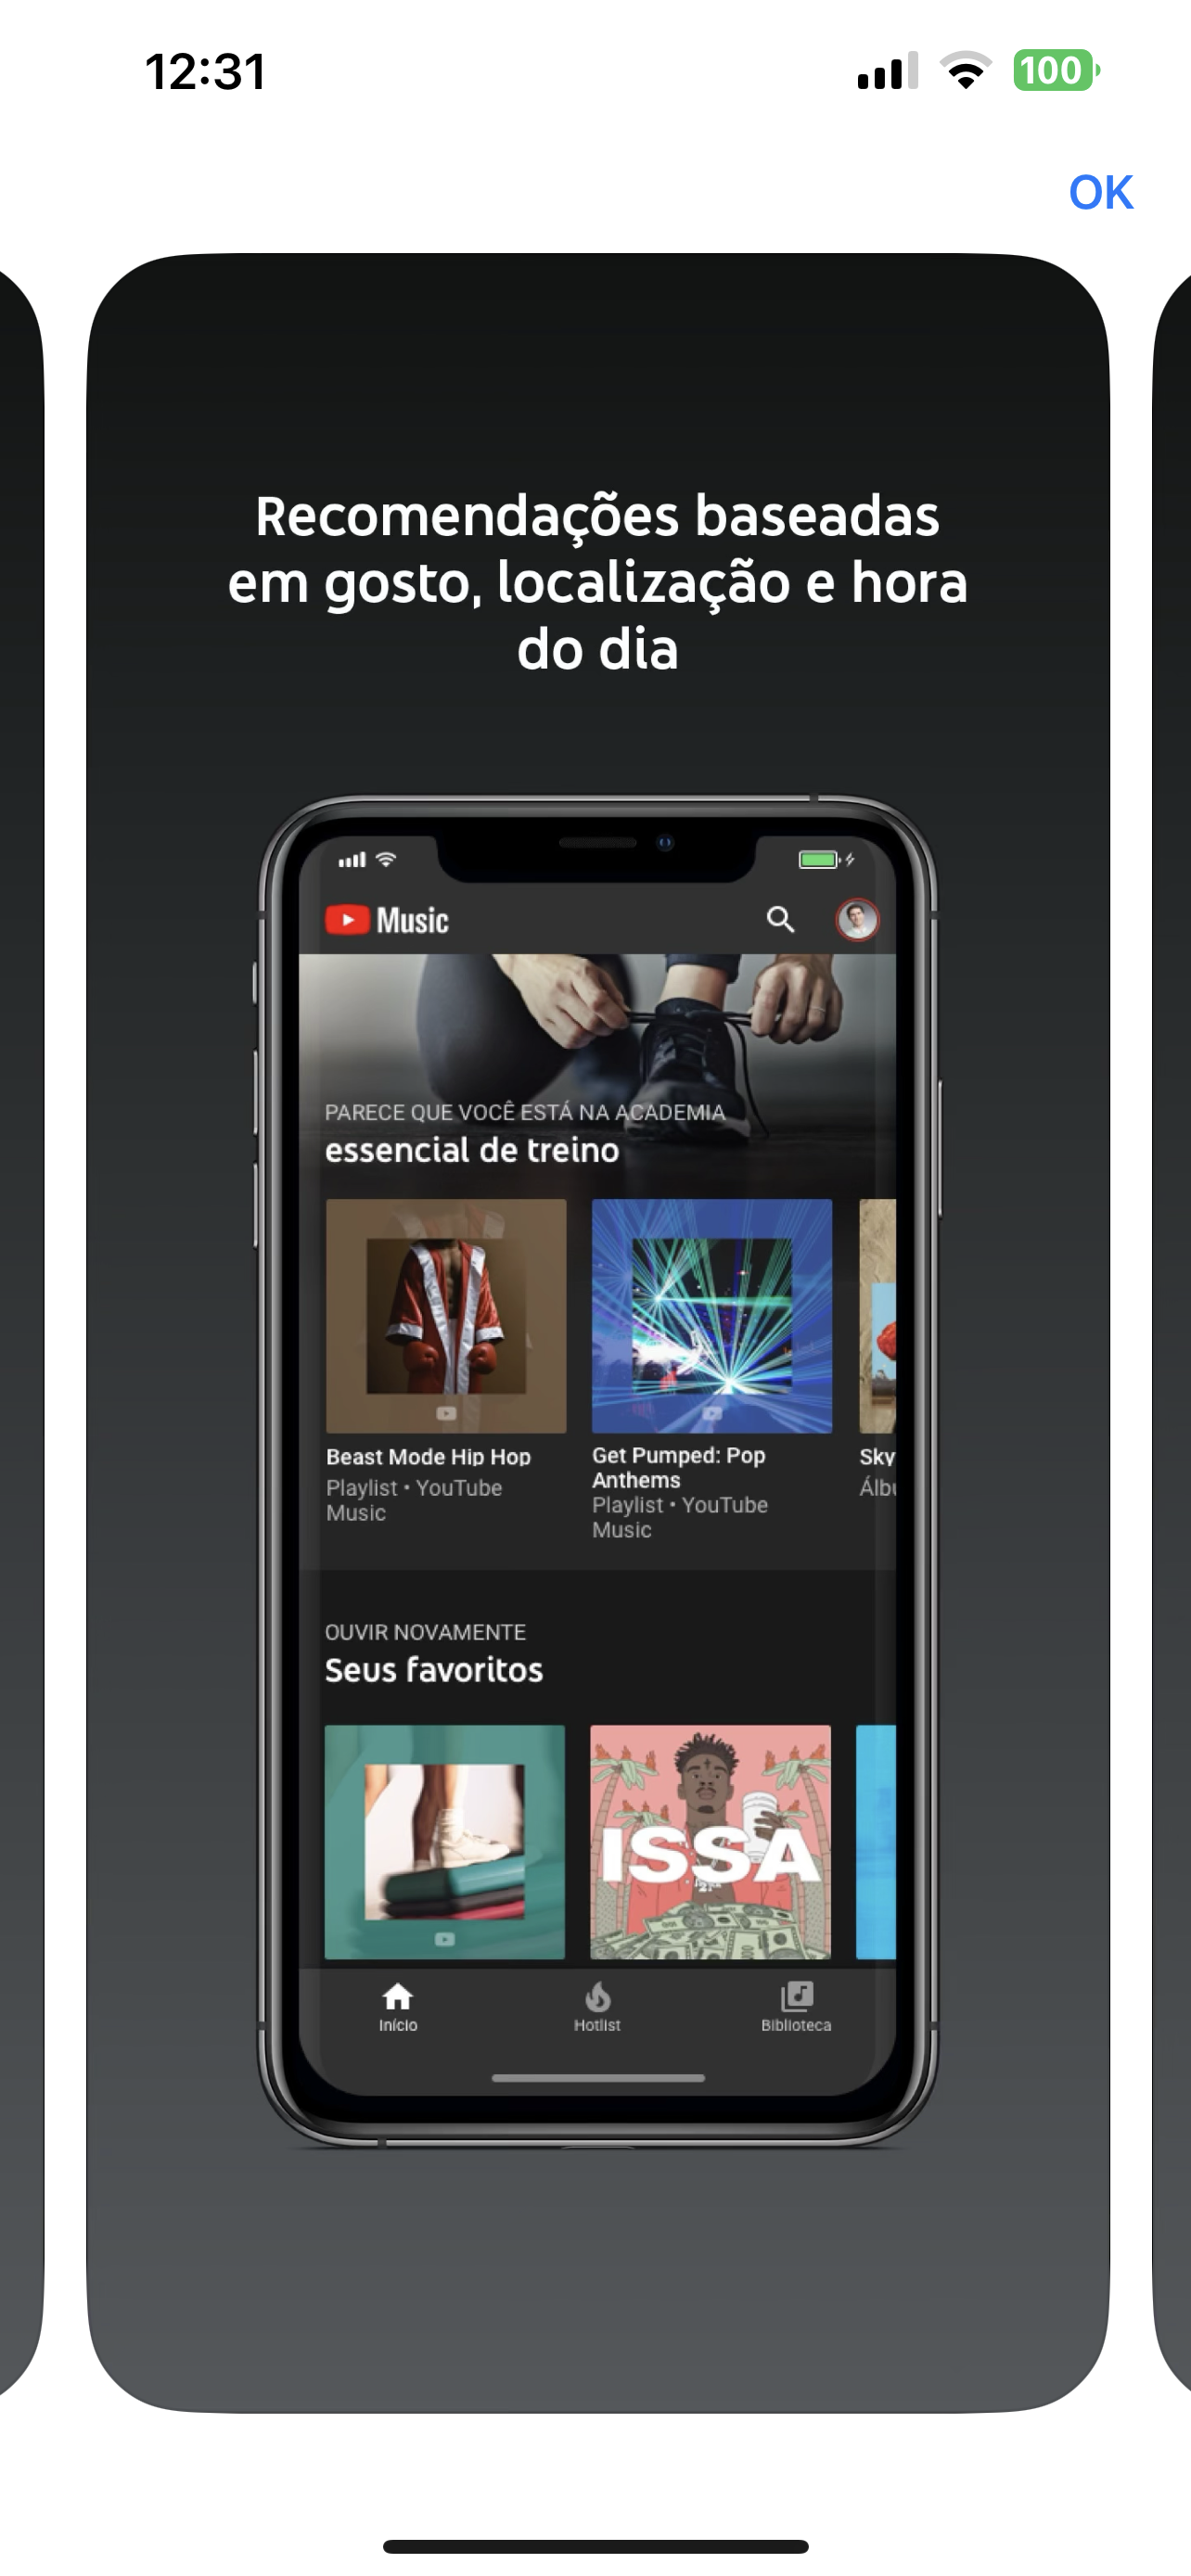 12:31
100
OK
Recomendações baseadas
em gosto, localização e hora
do dia
Music
PARECE QUE VOCÊ ESTÁ NA ACADEMIA
essencial de treino
Beast Mode Hip Hop
Playlist • YouTube
Music
Get Pumped: Pop
Anthems
Playlist • YouTube
Music
Sky
Álbu
OUVIR NOVAMENTE
Seus favoritos
ISSA
Início
Hotlist
Biblioteca